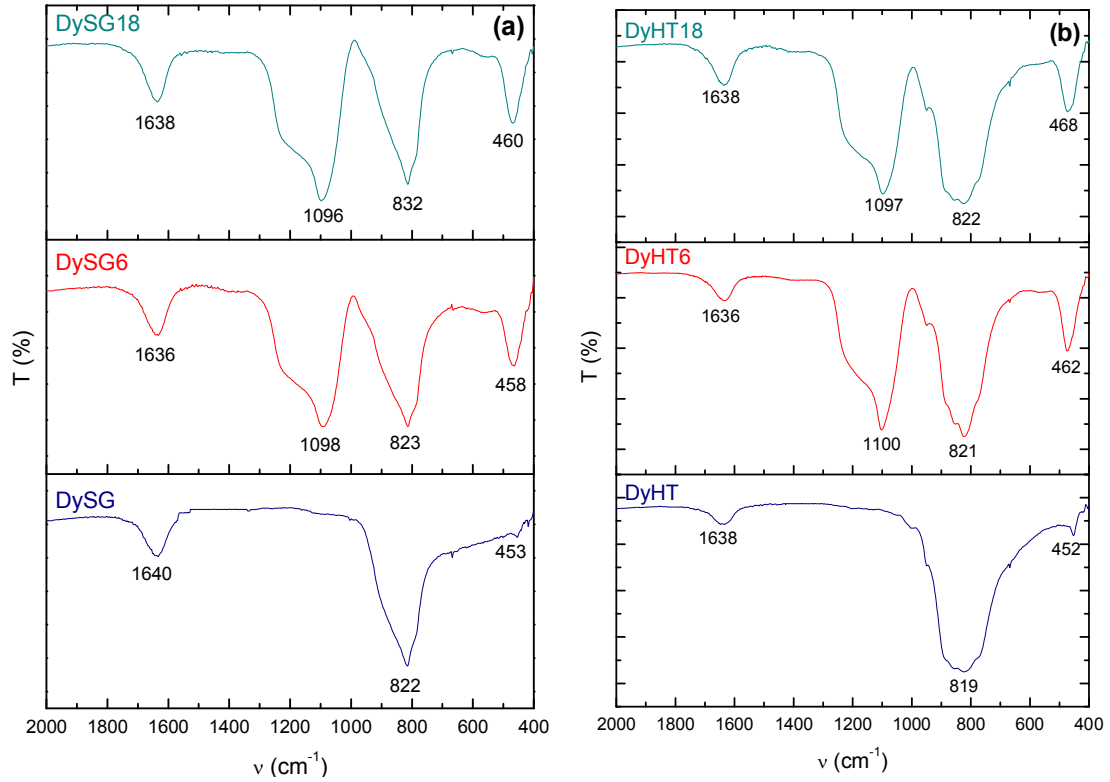 DySG18
(a)
1638
460
1096
832
DySG6
1636
458
1098
823
DySG
1640
453
822
T (%)
2000 1800 1600 1400 1200 1000 800 600 400
ν (cm⁻¹)
DyHT18
(b)
1638
468
1097
822
DyHT6
1636
462
1100
821
DyHT
1638
452
819
T (%)
2000 1800 1600 1400 1200 1000 800 600 400
ν (cm⁻¹)